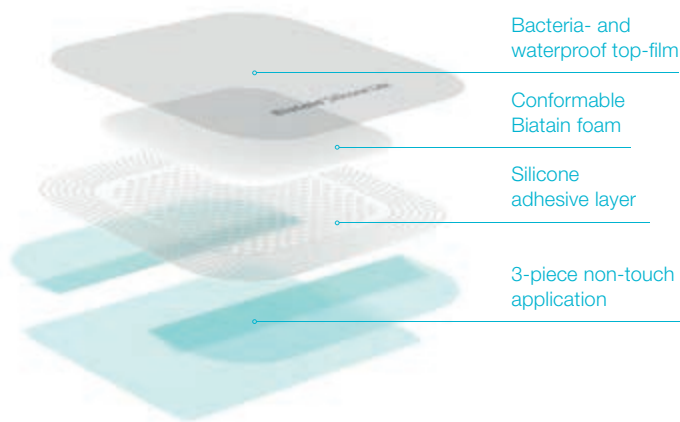 Bacteria- and
waterproof top-film
Conformable
Biatain foam
Silicone
adhesive layer
3-piece non-touch
application